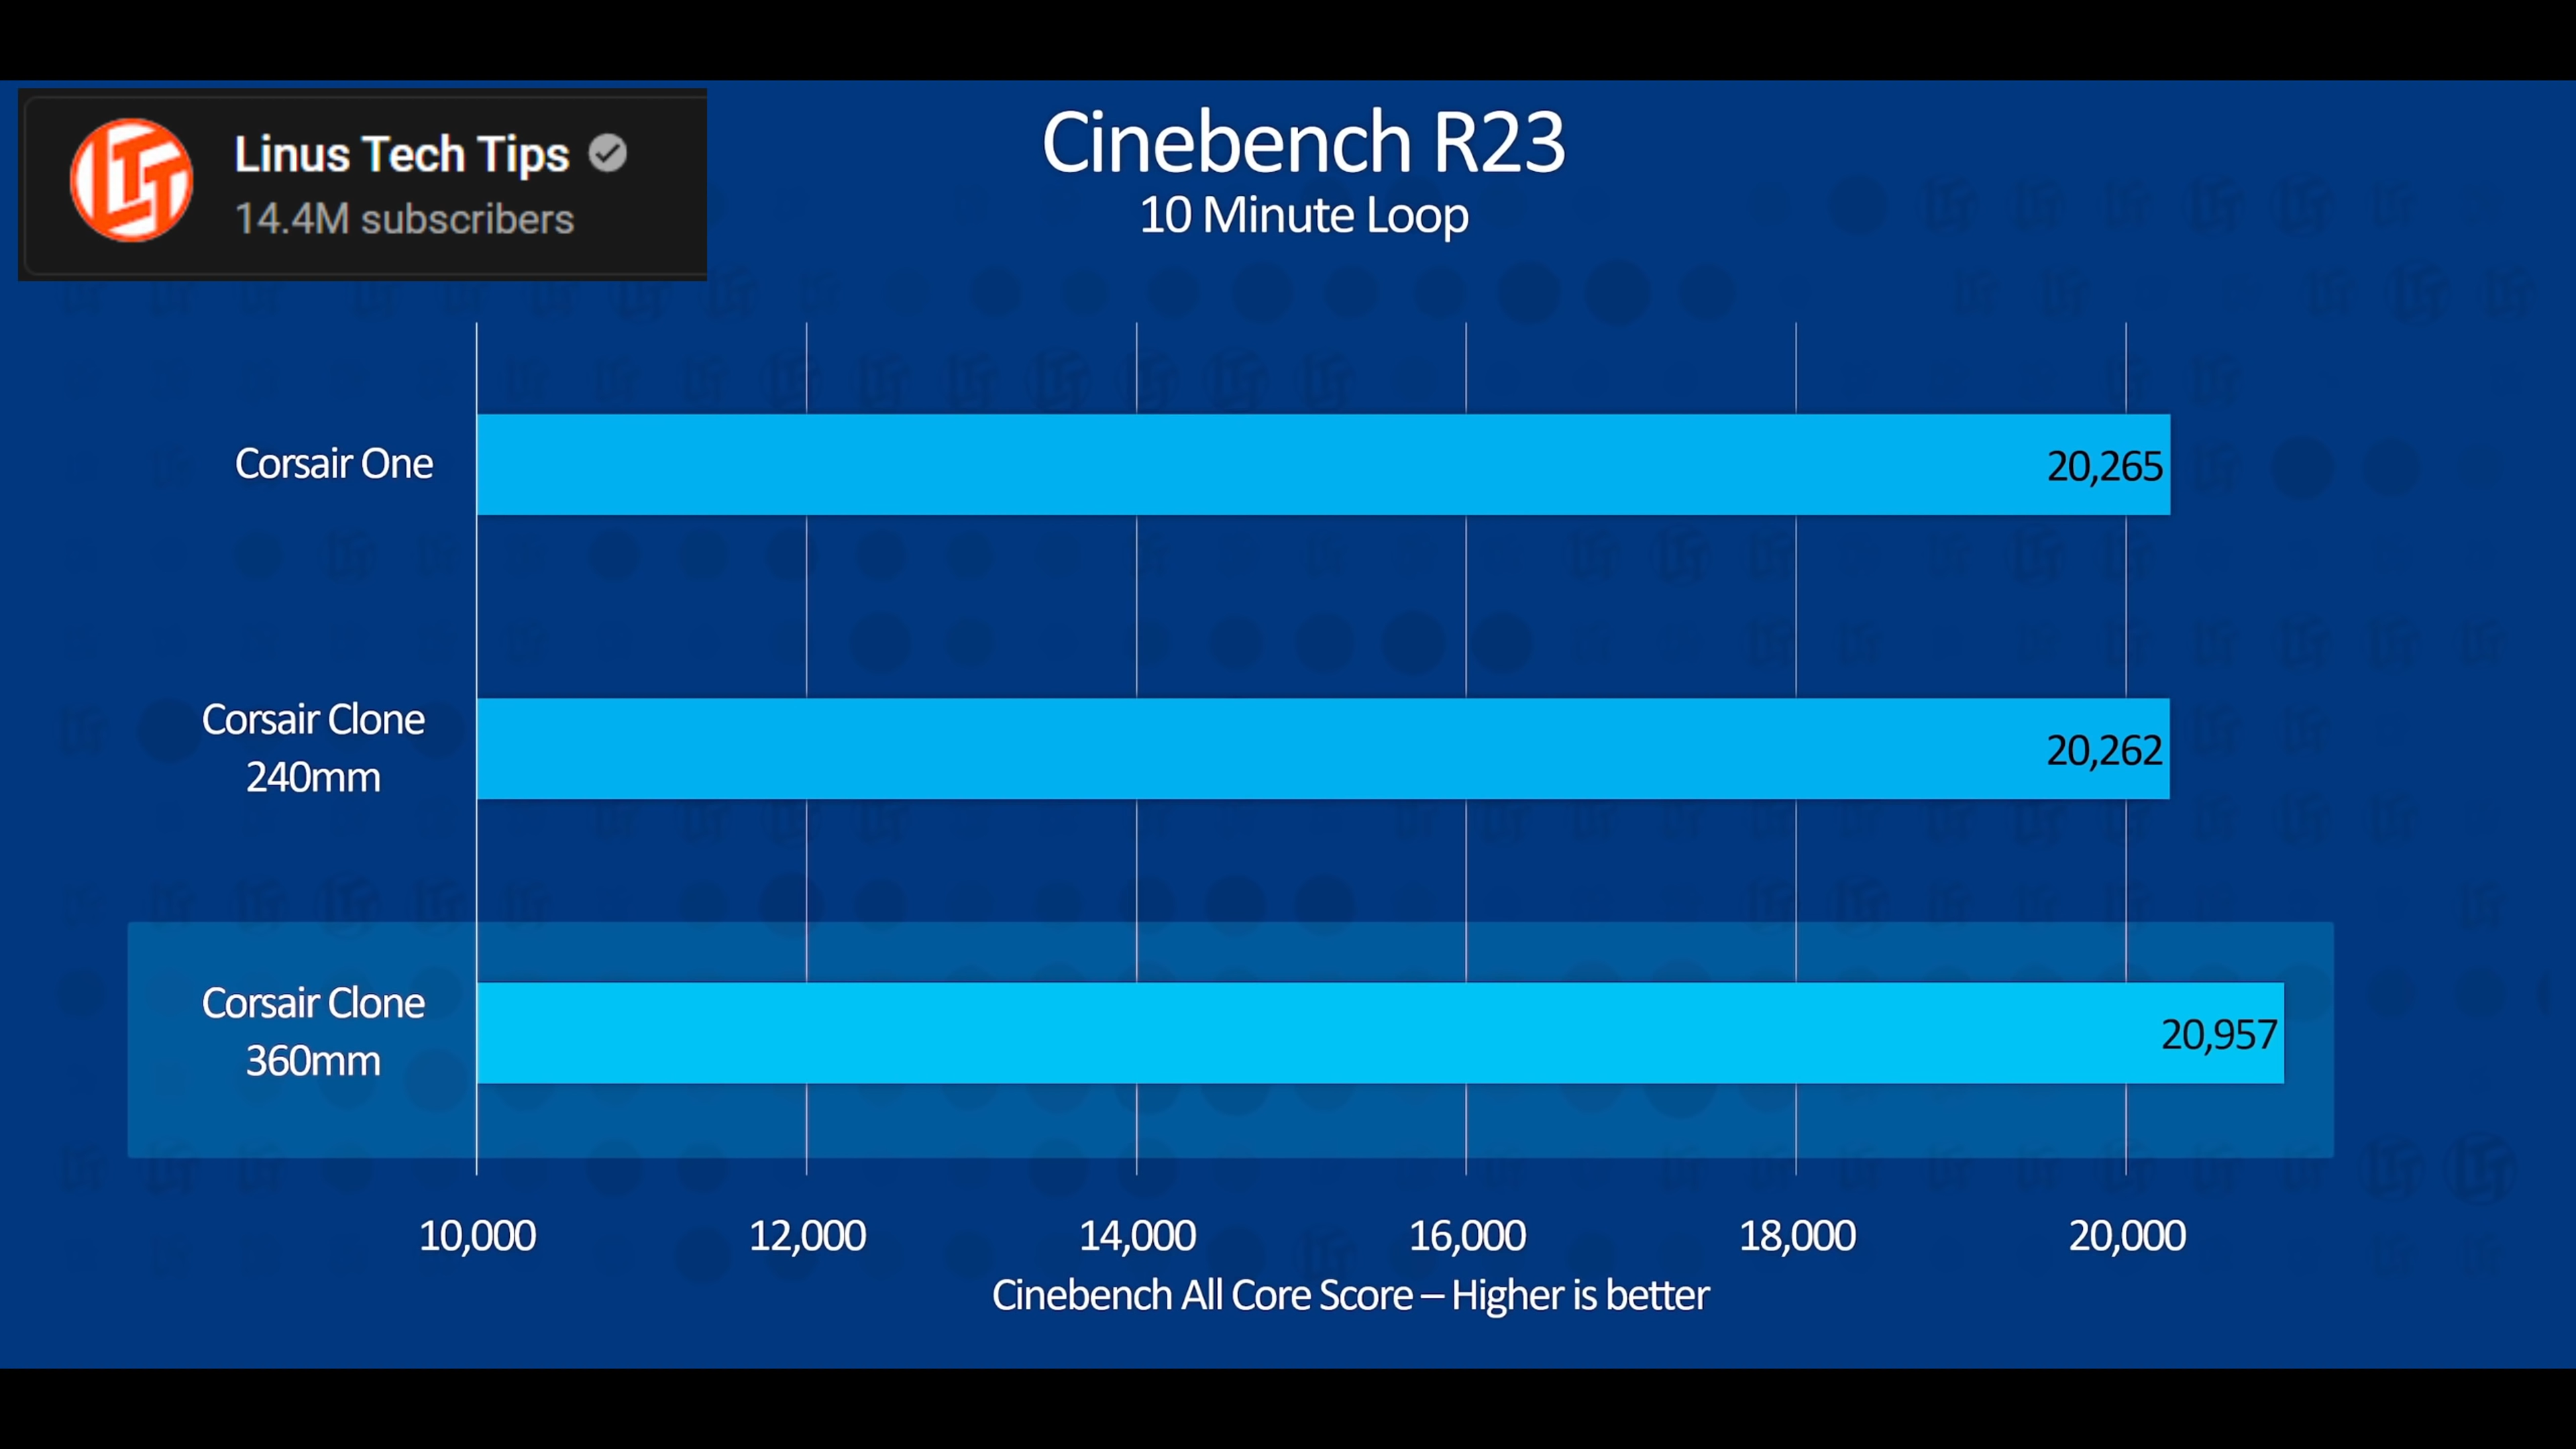 LTT
Linus Tech Tips
14.4M subscribers
Cinebench R23
10 Minute Loop
Corsair One
20,265
Corsair Clone
240mm
20,262
Corsair Clone
360mm
20,957
10,000 12,000 14,000 16,000 18,000 20,000
Cinebench All Core Score – Higher is better